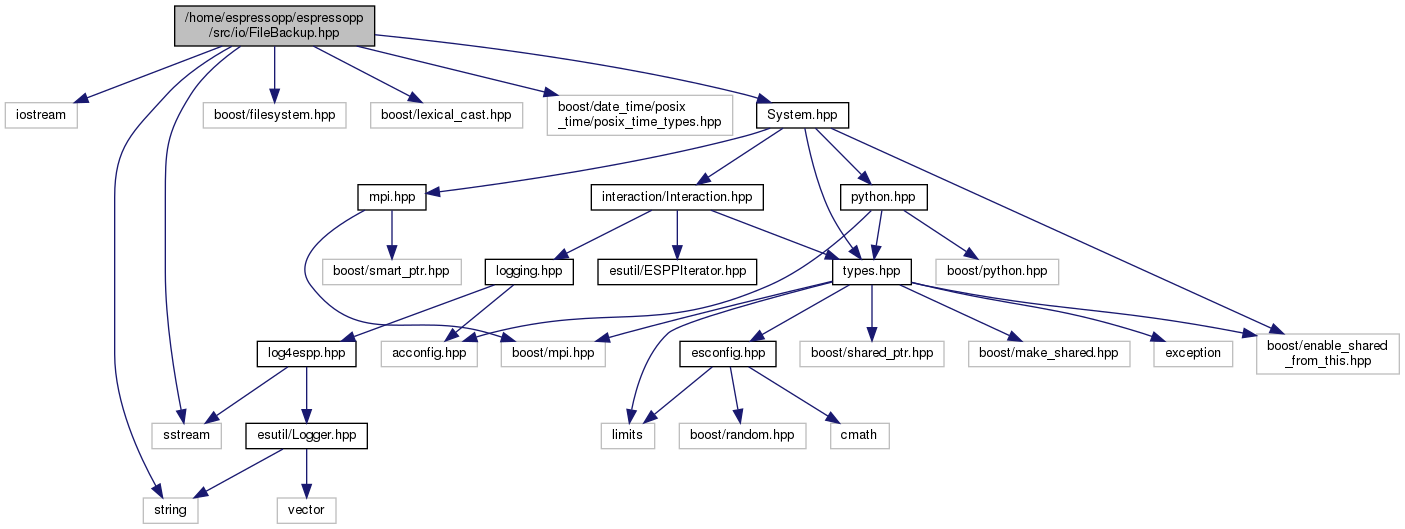 /home/espressopp/espressopp
/src/io/FileBackup.hpp
iostream
boost/filesystem.hpp
boost/lexical_cast.hpp
boost/date_time/posix
_time/posix_time_types.hpp
System.hpp
mpi.hpp
interaction/Interaction.hpp
python.hpp
boost/smart_ptr.hpp
logging.hpp
esutil/ESPPIterator.hpp
types.hpp
boost/python.hpp
log4espp.hpp
acconfig.hpp
boost/mpi.hpp
esconfig.hpp
boost/shared_ptr.hpp
boost/make_shared.hpp
exception
boost/enable_shared
_from_this.hpp
sstream
esutil/Logger.hpp
limits
boost/random.hpp
cmath
string
vector